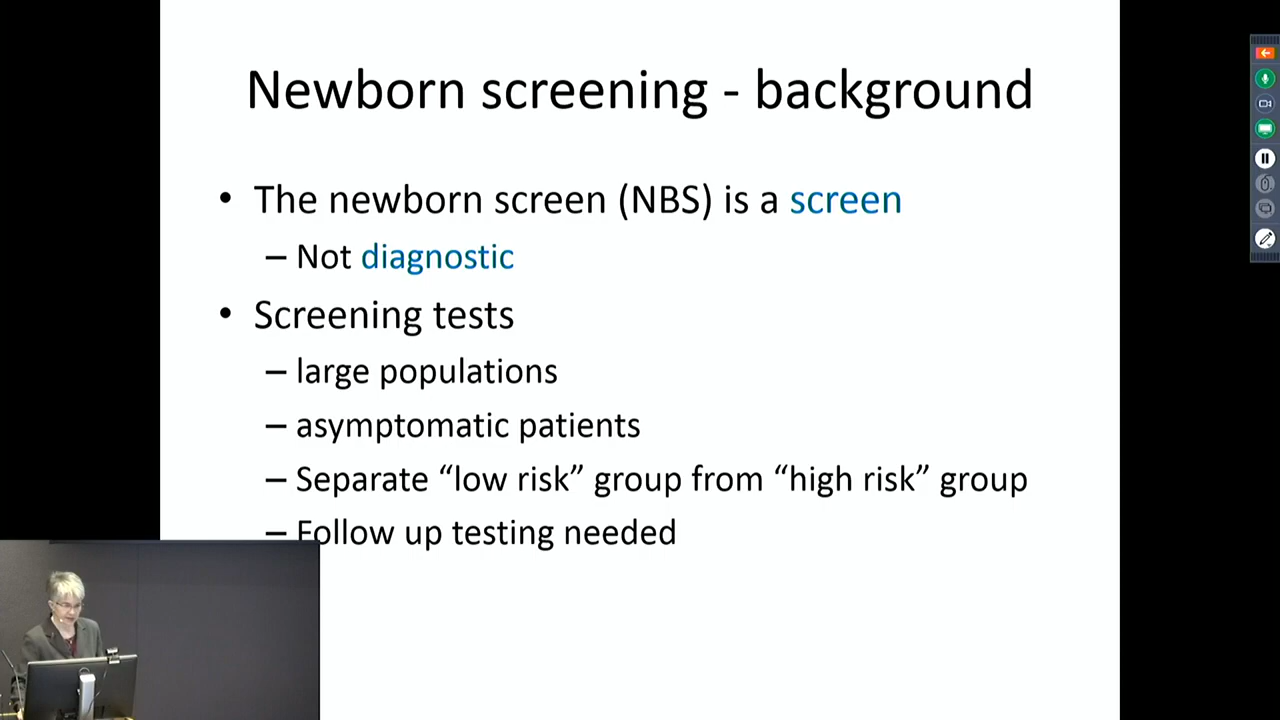 Newborn screening - background
• The newborn screen (NBS) is a screen
– Not diagnostic
• Screening tests
– large populations
– asymptomatic patients
– Separate “low risk” group from “high risk” group
– Follow up testing needed